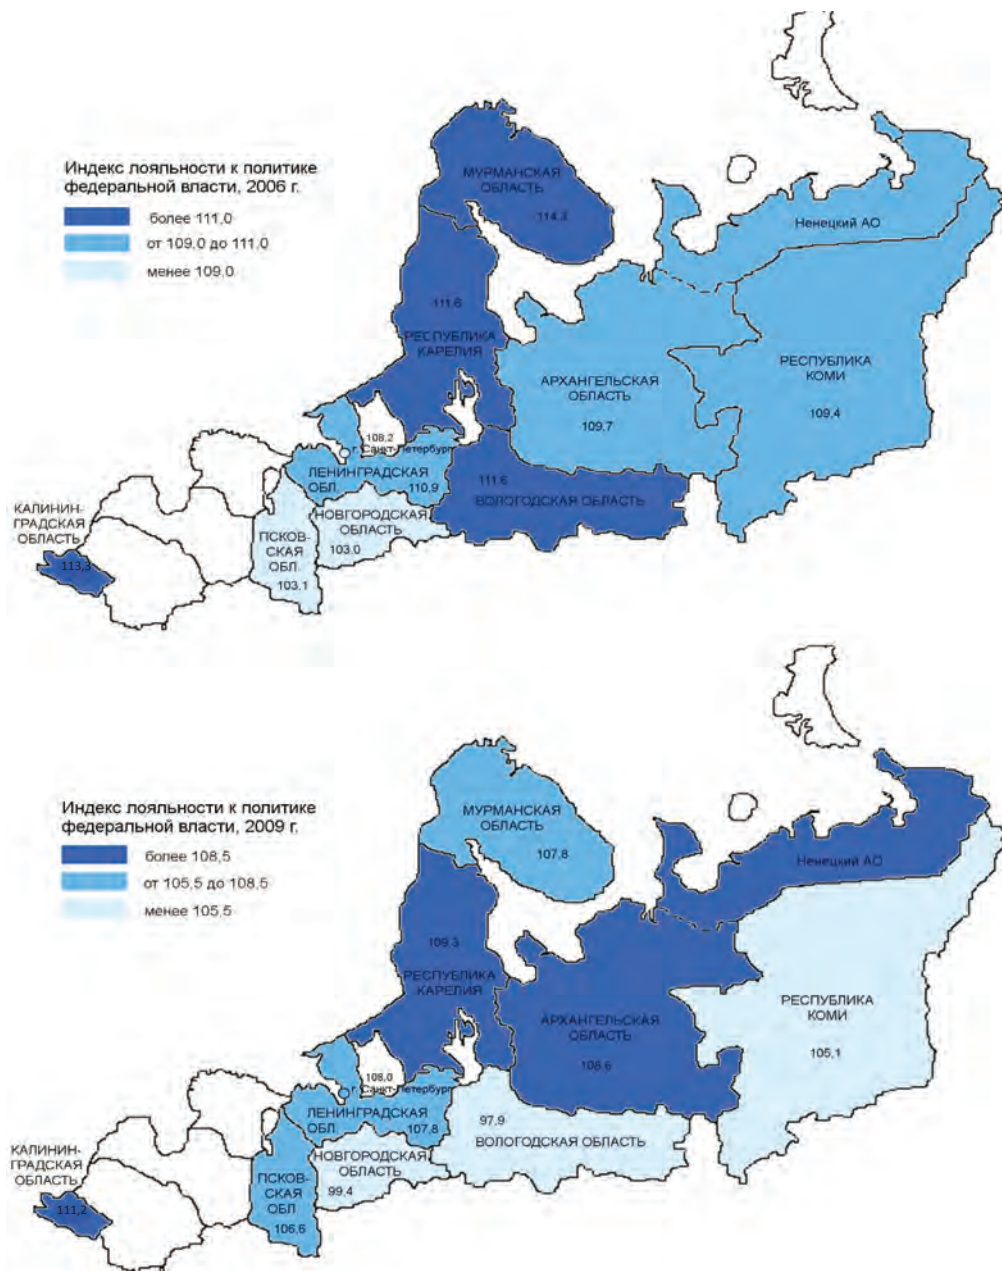 Индекс лояльности к политике
федеральной власти, 2006 г.
более 111,0
от 109,0 до 111,0
менее 109,0
МУРМАНСКАЯ
ОБЛАСТЬ
114,3
Ненецкий АО
111,6
РЕСПУБЛИКА
КАРЕЛИЯ
АРХАНГЕЛЬСКАЯ
ОБЛАСТЬ
109,7
РЕСПУБЛИКА
КОМИ
109,4
108,2
г. Санкт-Петербург
ЛЕНИНГРАДСКАЯ
ОБЛ.
110,9
111,6
ВОЛОГОДСКАЯ ОБЛАСТЬ
НОВГОРОДСКАЯ
ОБЛАСТЬ
103,0
ПСКОВ-
СКАЯ
ОБЛ.
103,1
КАЛИНИН-
ГРАДСКАЯ
ОБЛАСТЬ
113,3
Индекс лояльности к политике
федеральной власти, 2009 г.
более 108,5
от 105,5 до 108,5
менее 105,5
МУРМАНСКАЯ
ОБЛАСТЬ
107,8
Ненецкий АО
109,3
РЕСПУБЛИКА
КАРЕЛИЯ
АРХАНГЕЛЬСКАЯ
ОБЛАСТЬ
108,6
РЕСПУБЛИКА
КОМИ
105,1
108,0
г. Санкт-Петербург
ЛЕНИНГРАДСКАЯ
ОБЛ.
107,8
97,9
ВОЛОГОДСКАЯ ОБЛАСТЬ
НОВГОРОДСКАЯ
ОБЛАСТЬ
99,4
ПСКОВ-
СКАЯ
ОБЛ
106,6
КАЛИНИН-
ГРАДСКАЯ
ОБЛАСТЬ
111,2